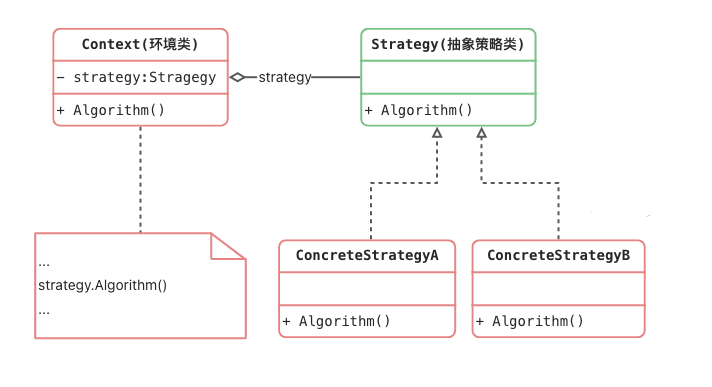 Context(环境类)
- strategy:Stragegy
+ Algorithm()
strategy
Strategy(抽象策略类)
+ Algorithm()
...
strategy.Algorithm()
...
ConcreteStrategyA
+ Algorithm()
ConcreteStrategyB
+ Algorithm()